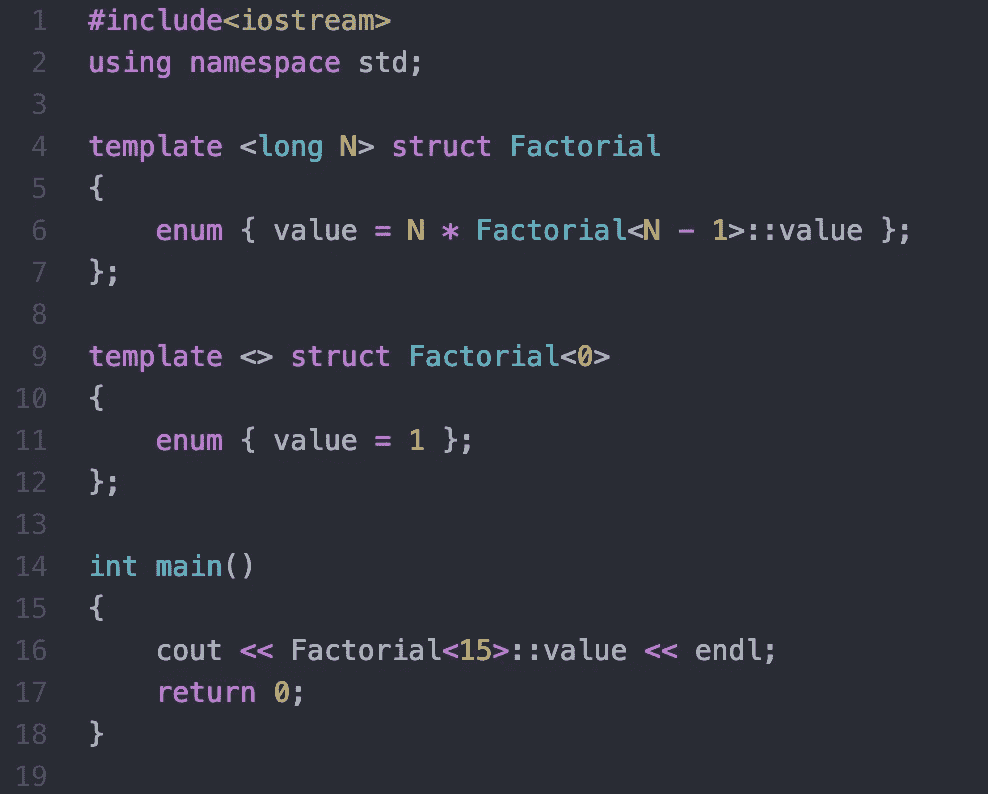 1 #include<iostream>
2 using namespace std;
3
4 template <long N> struct Factorial
5 {
6     enum { value = N * Factorial<N - 1>::value };
7 };
8
9 template <> struct Factorial<0>
10 {
11     enum { value = 1 };
12 };
13
14 int main()
15 {
16     cout << Factorial<15>::value << endl;
17     return 0;
18 }
19